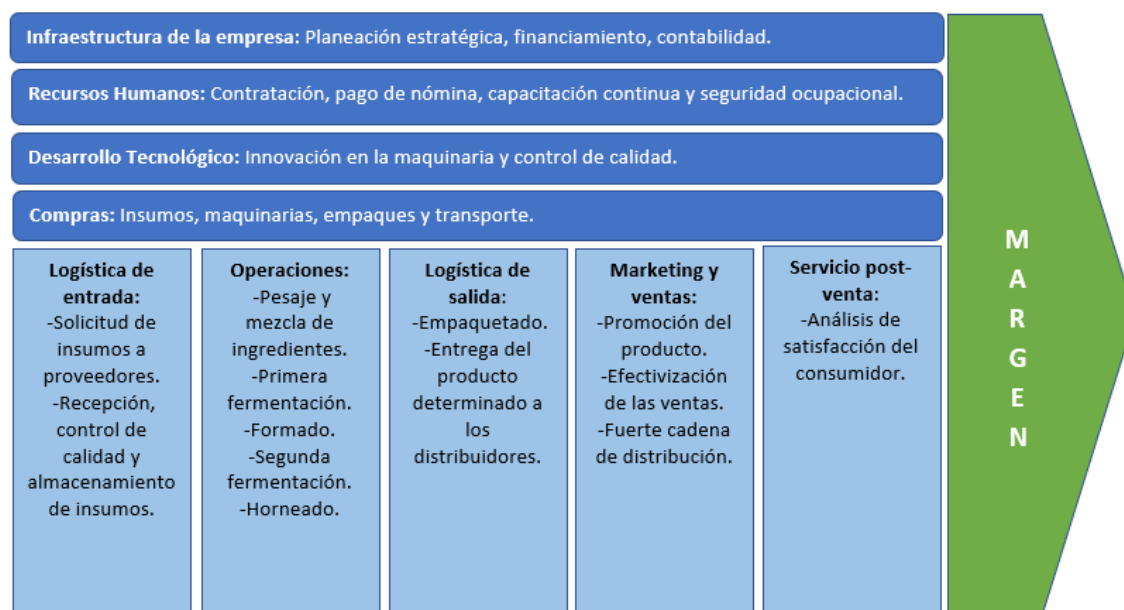 Infraestructura de la empresa: Planeación estratégica, financiamiento, contabilidad.
Recursos Humanos: Contratación, pago de nómina, capacitación continua y seguridad ocupacional.
Desarrollo Tecnológico: Innovación en la maquinaria y control de calidad.
Compras: Insumos, maquinarias, empaques y transporte.
Logística de
entrada:
-Solicitud de
insumos a
proveedores.
-Recepción,
control de
calidad y
almacenamiento
de insumos.
Operaciones:
-Pesaje y
mezcla de
ingredientes.
-Primera
fermentación.
-Formado.
-Segunda
fermentación.
-Horneado.
Logística de
salida:
-Empaquetado.
-Entrega del
producto
determinado a
los
distribuidores.
Marketing y
ventas:
-Promoción del
producto.
-Efectivización
de las ventas.
-Fuerte cadena
de distribución.
Servicio post-
venta:
-Análisis de
satisfacción del
consumidor.
M
A
R
G
E
N